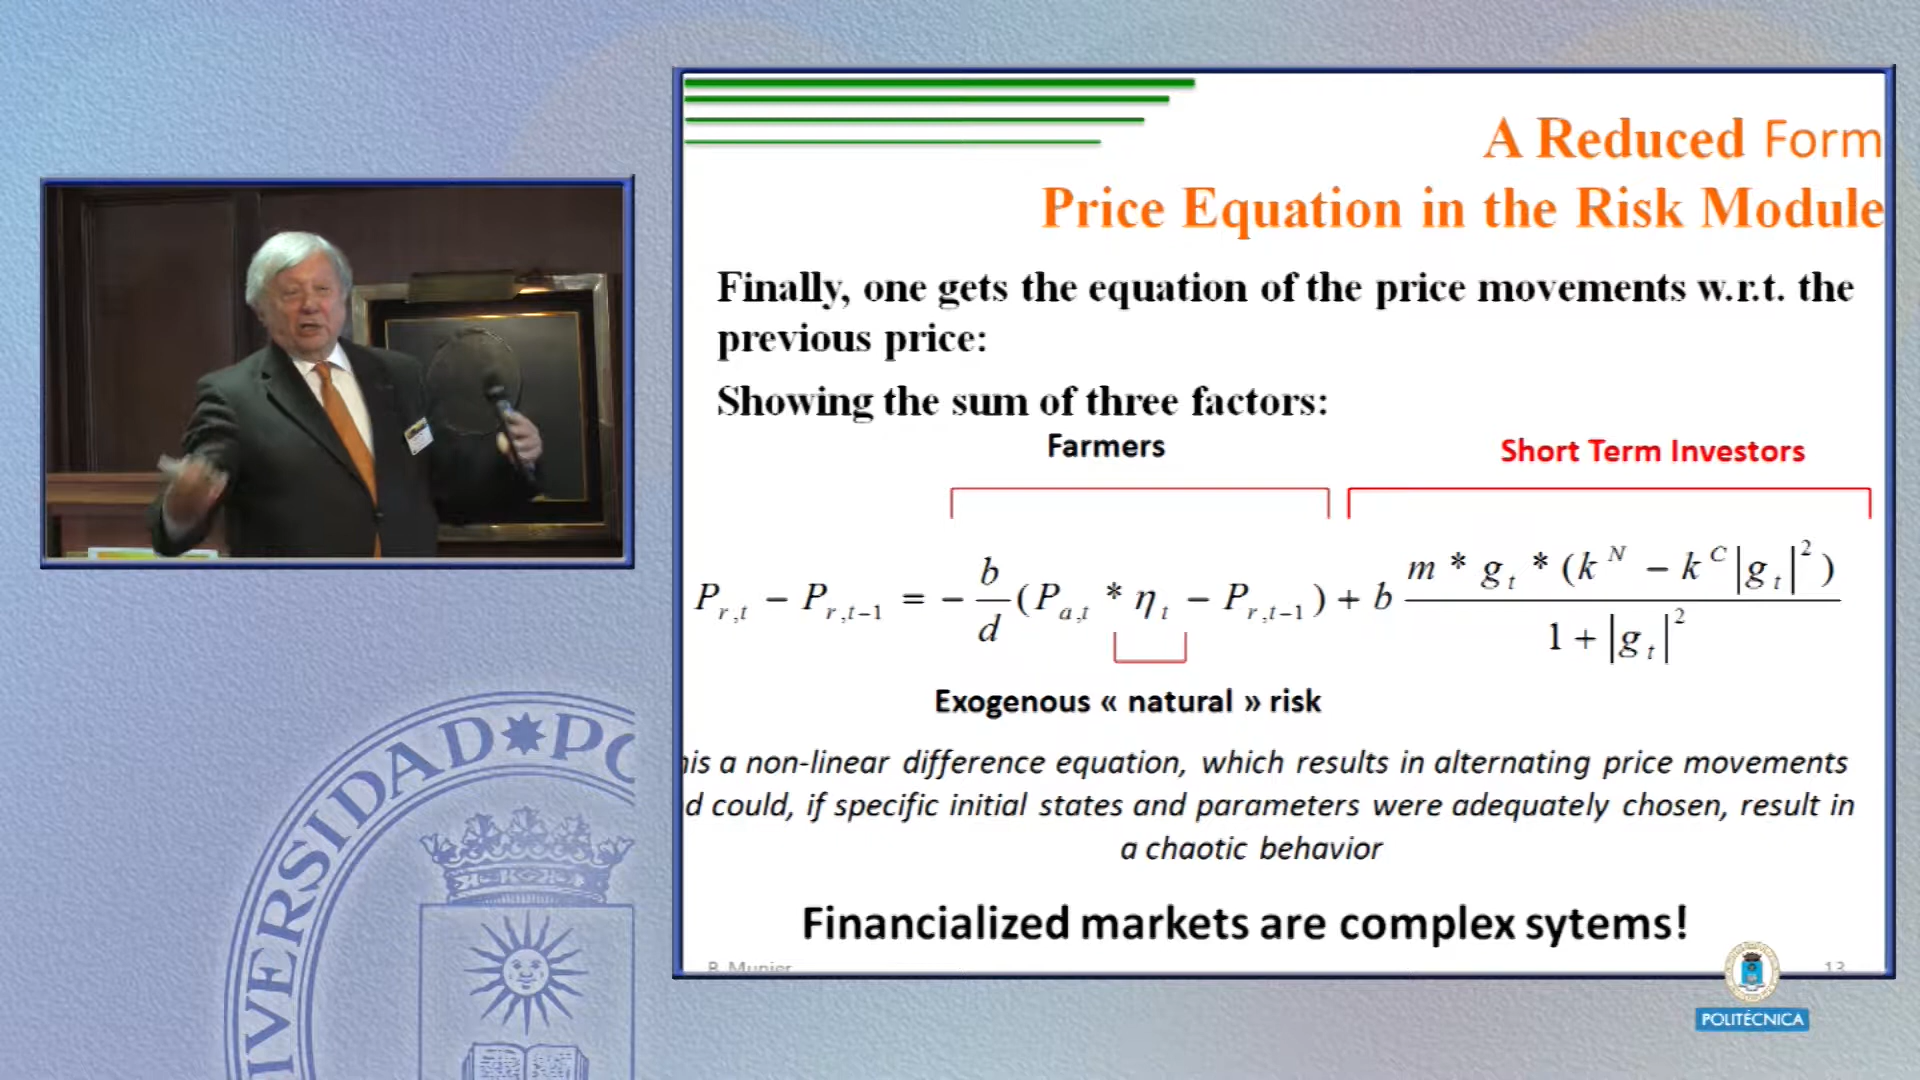 A Reduced Form
Price Equation in the Risk Module
Finally, one gets the equation of the price movements w.r.t. the
previous price:
Showing the sum of three factors:
Farmers
Short Term Investors
P_{r,t} − P_{r,t−1} = − b/d (P_{a,t} * η_t − P_{r,t−1}) + b (m * g_t * (k^N − k^C |g_t|^2)) / (1 + |g_t|^2)
Exogenous « natural » risk
is a non-linear difference equation, which results in alternating price movements
d could, if specific initial states and parameters were adequately chosen, result in
a chaotic behavior
Financialized markets are complex sytems!
B. Munier
13
POLITÉCNICA
IVERSIDAD PO